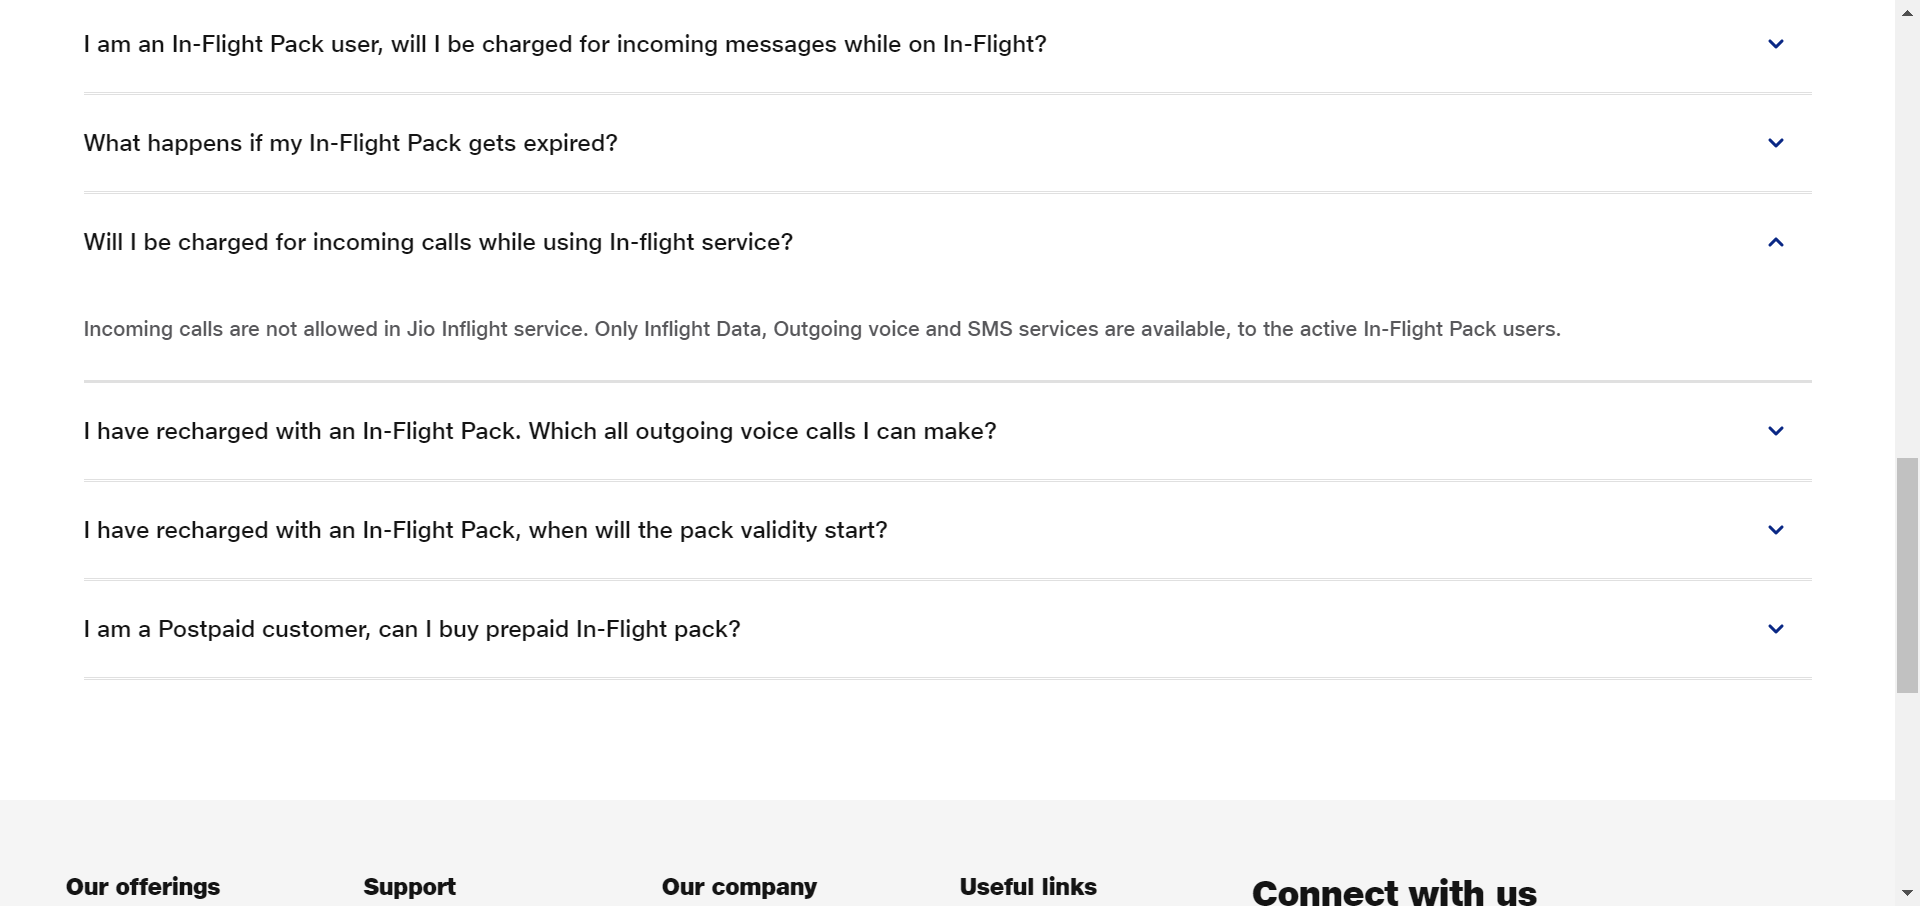 I am an In-Flight Pack user, will I be charged for incoming messages while on In-Flight?
What happens if my In-Flight Pack gets expired?
Will I be charged for incoming calls while using In-flight service?
Incoming calls are not allowed in Jio Inflight service. Only Inflight Data, Outgoing voice and SMS services are available, to the active In-Flight Pack users.
I have recharged with an In-Flight Pack. Which all outgoing voice calls I can make?
I have recharged with an In-Flight Pack, when will the pack validity start?
I am a Postpaid customer, can I buy prepaid In-Flight pack?
Our offerings
Support
Our company
Useful links
Connect with us